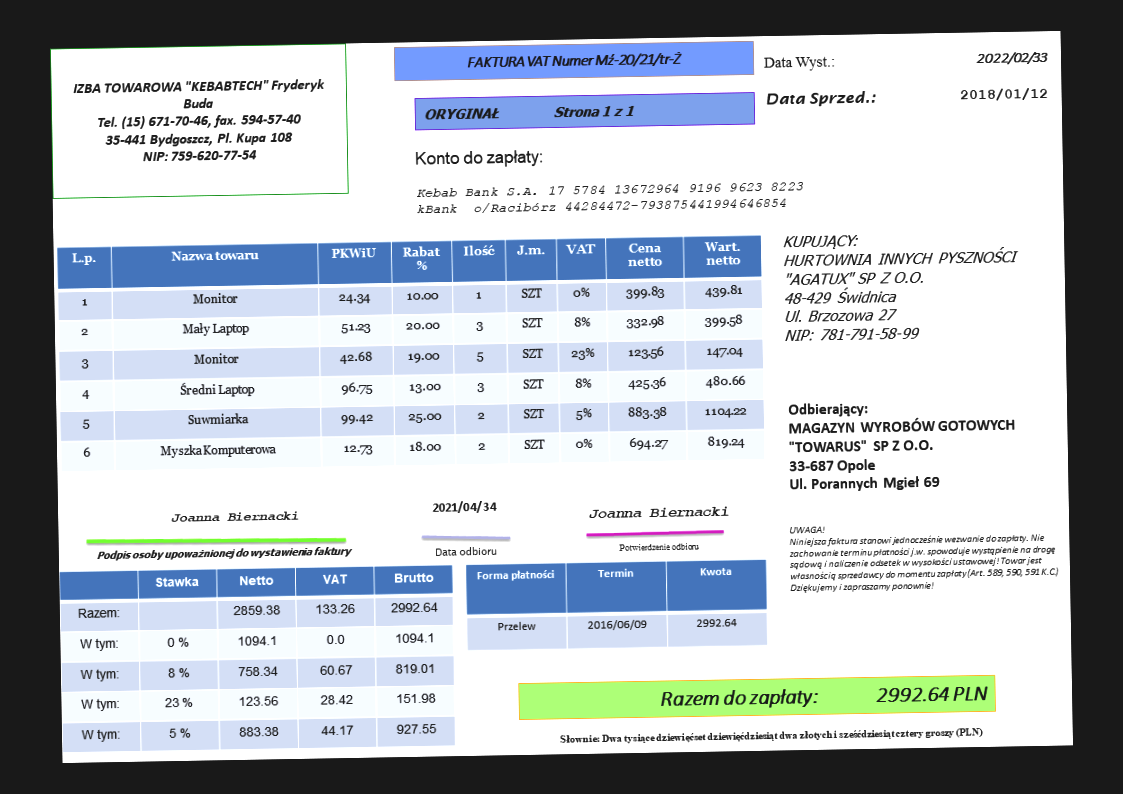 IZBA TOWAROWA "KEBABTECH" Fryderyk
Buda
Tel. (15) 671-70-46, fax. 594-57-40
35-441 Bydgoszcz, Pl. Kupa 108
NIP: 759-620-77-54
FAKTURA VAT Numer Mź-20/21/tr-Ż
ORYGINAŁ Strona 1 z 1
Data Wyst.: 2022/02/33
Data Sprzed.: 2018/01/12
Konto do zapłaty:
Kebab Bank S.A. 17 5784 13672964 9196 9623 8223
kBank o/Racibórz 44284472-793875441994646854
KUPUJĄCY:
HURTOWNIA INNYCH PYSZNOŚCI
"AGATUX" SP Z O.O.
48-429 Świdnica
Ul. Brzozowa 27
NIP: 781-791-58-99
L.p. Nazwa towaru PKWiU Rabat % Ilość J.m. VAT Cena netto Wart. netto
1 Monitor 24.34 10.00 1 SZT 0% 399.83 439.81
2 Mały Laptop 51.23 20.00 3 SZT 8% 332.98 399.58
3 Monitor 42.68 19.00 5 SZT 23% 123.56 147.04
4 Średni Laptop 96.75 13.00 3 SZT 8% 425.36 480.66
5 Suwmiarka 99.42 25.00 2 SZT 5% 883.38 1104.22
6 Myszka Komputerowa 12.73 18.00 2 SZT 0% 694.27 819.24
Odbierający:
MAGAZYN WYROBÓW GOTOWYCH
"TOWARUS" SP Z O.O.
33-687 Opole
Ul. Porannych Mgieł 69
Joanna Biernacki
Podpis osoby upoważnionej do wystawienia faktury
2021/04/34
Data odbioru
Joanna Biernacki
Potwierdzenie odbioru
UWAGA!
Niniejsza faktura stanowi jednocześnie wezwanie do zapłaty. Nie
zachowanie terminu płatności j.w. spowoduje wystąpienie na drogę
sądową i naliczenie odsetek w wysokości ustawowej! Towar jest
własnością sprzedawcy do momentu zapłaty (Art. 589, 590, 591 K.C.)
Dziękujemy i zapraszamy ponownie!
Stawka Netto VAT Brutto
Razem: 2859.38 133.26 2992.64
W tym: 0 % 1094.1 0.0 1094.1
W tym: 8 % 758.34 60.67 819.01
W tym: 23 % 123.56 28.42 151.98
W tym: 5 % 883.38 44.17 927.55
Forma płatności Termin Kwota
Przelew 2016/06/09 2992.64
Razem do zapłaty: 2992.64 PLN
Słownie: Dwa tysiące dziewięćset dziewięćdziesiąt dwa złotych i sześćdziesiąt cztery groszy (PLN)